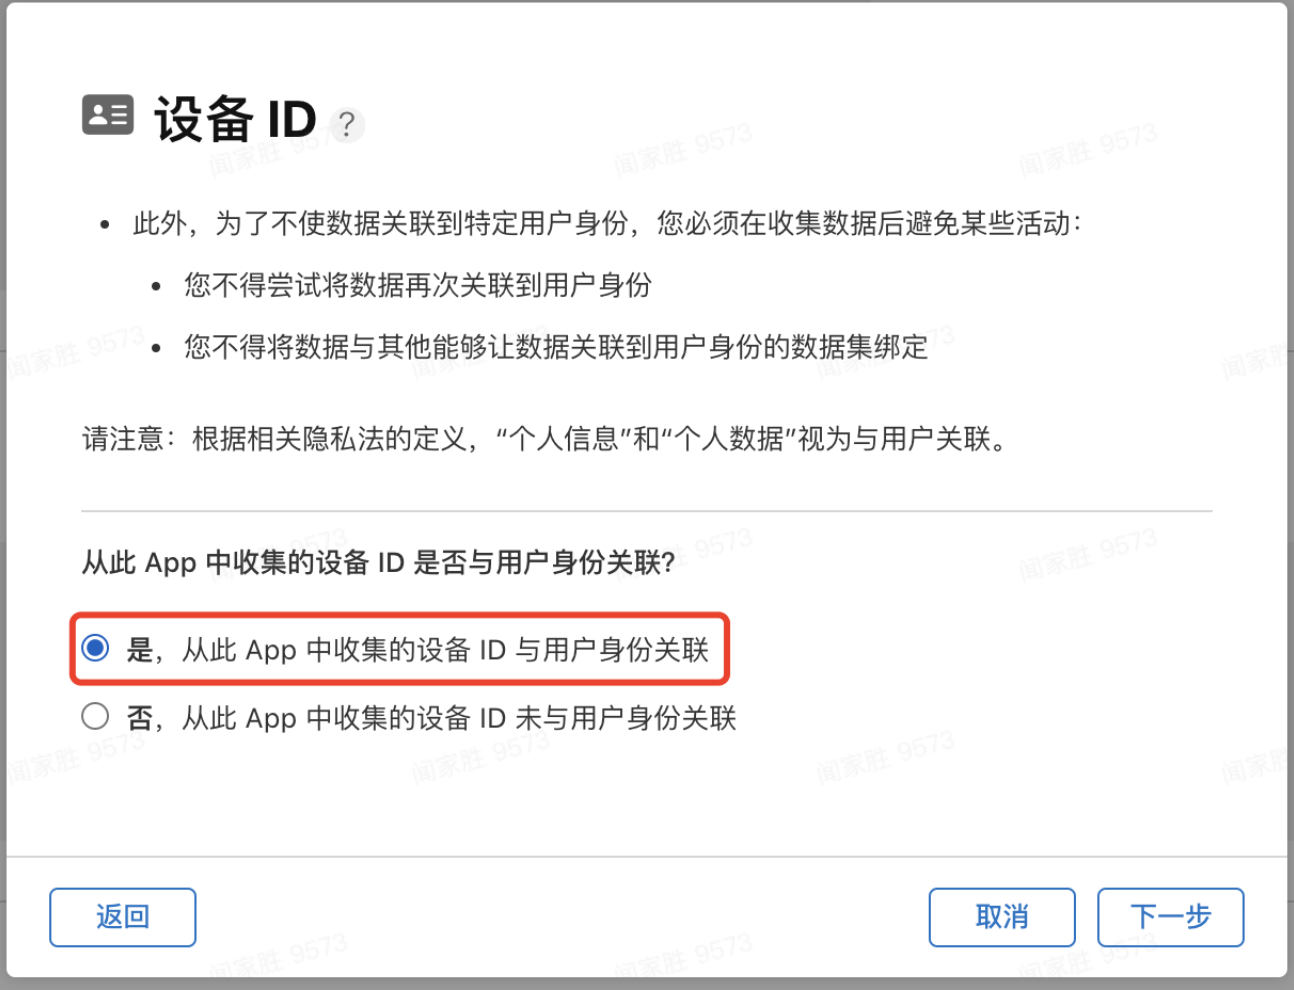 设备 ID ?
此外，为了不使数据关联到特定用户身份，您必须在收集数据后避免某些活动：
您不得尝试将数据再次关联到用户身份
您不得将数据与其他能够让数据关联到用户身份的数据集绑定
请注意：根据相关隐私法的定义，“个人信息”和“个人数据”视为与用户关联。
从此 App 中收集的设备 ID 是否与用户身份关联？
是，从此 App 中收集的设备 ID 与用户身份关联
否，从此 App 中收集的设备 ID 未与用户身份关联
返回 取消 下一步
闻家胜 9573